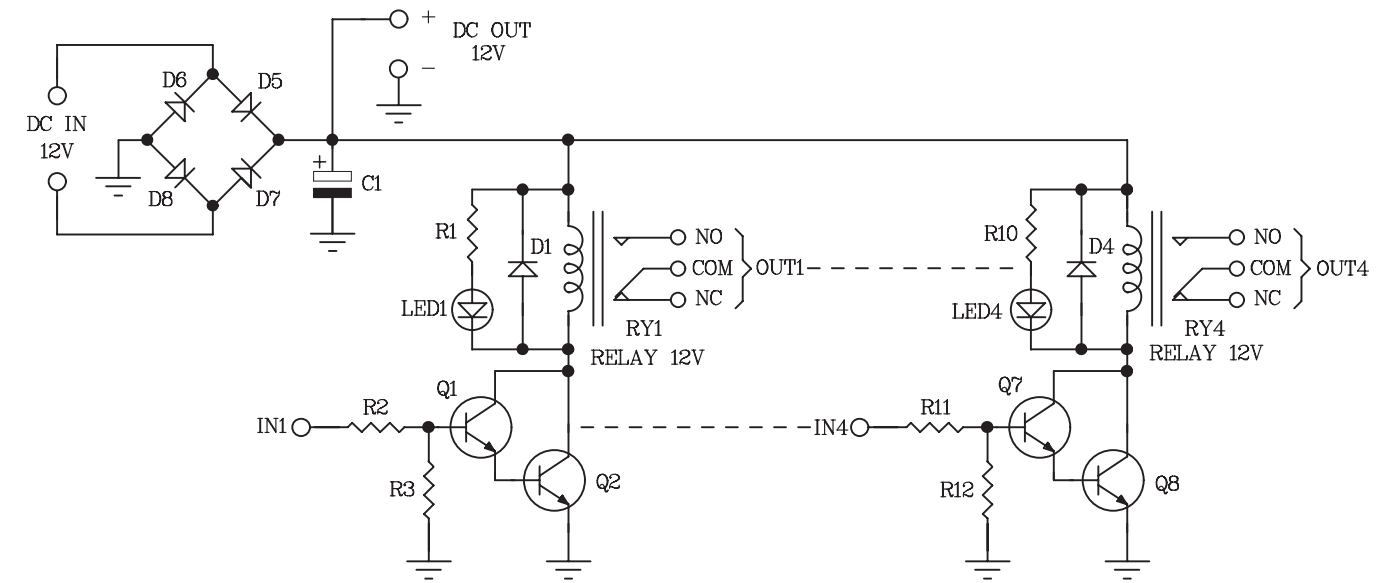 +
DC OUT
12V
−
D6
D5
DC IN
12V
D8
D7
+
C1
R1
D1
LED1
NO
COM
NC
OUT1
RY1
RELAY 12V
R10
D4
LED4
NO
COM
NC
OUT4
RY4
RELAY 12V
IN1
R2
R3
Q1
Q2
IN4
R11
R12
Q7
Q8